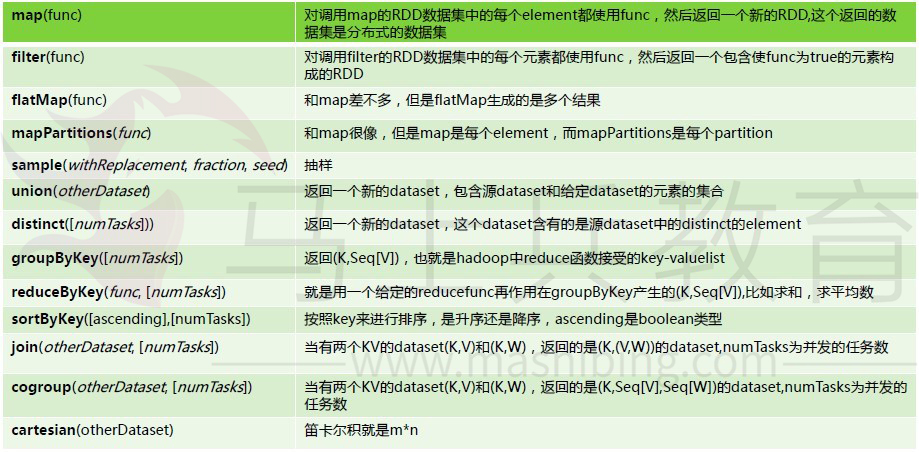 map(func) 对调用map的RDD数据集中的每个element都使用func，然后返回一个新的RDD,这个返回的数
据集是分布式的数据集
filter(func) 对调用filter的RDD数据集中的每个元素都使用func，然后返回一个包含使func为true的元素构
成的RDD
flatMap(func) 和map差不多，但是flatMap生成的是多个结果
mapPartitions(func) 和map很像，但是map是每个element，而mapPartitions是每个partition
sample(withReplacement, fraction, seed) 抽样
union(otherDataset) 返回一个新的dataset，包含源dataset和给定dataset的元素的集合
distinct([numTasks])) 返回一个新的dataset，这个dataset含有的是源dataset中的distinct的element
groupByKey([numTasks]) 返回(K,Seq[V])，也就是hadoop中reduce函数接受的key-valuelist
reduceByKey(func, [numTasks]) 就是用一个给定的reducefunc再作用在groupByKey产生的(K,Seq[V]),比如求和，求平均数
sortByKey([ascending],[numTasks]) 按照key来进行排序，是升序还是降序，ascending是boolean类型
join(otherDataset, [numTasks]) 当有两个KV的dataset(K,V)和(K,W)，返回的是(K,(V,W))的dataset,numTasks为并发的任务数
cogroup(otherDataset, [numTasks]) 当有两个KV的dataset(K,V)和(K,W)，返回的是(K,Seq[V],Seq[W])的dataset,numTasks为并发的
任务数
cartesian(otherDataset) 笛卡尔积就是m*n
马士兵教育
www.mashibing.com